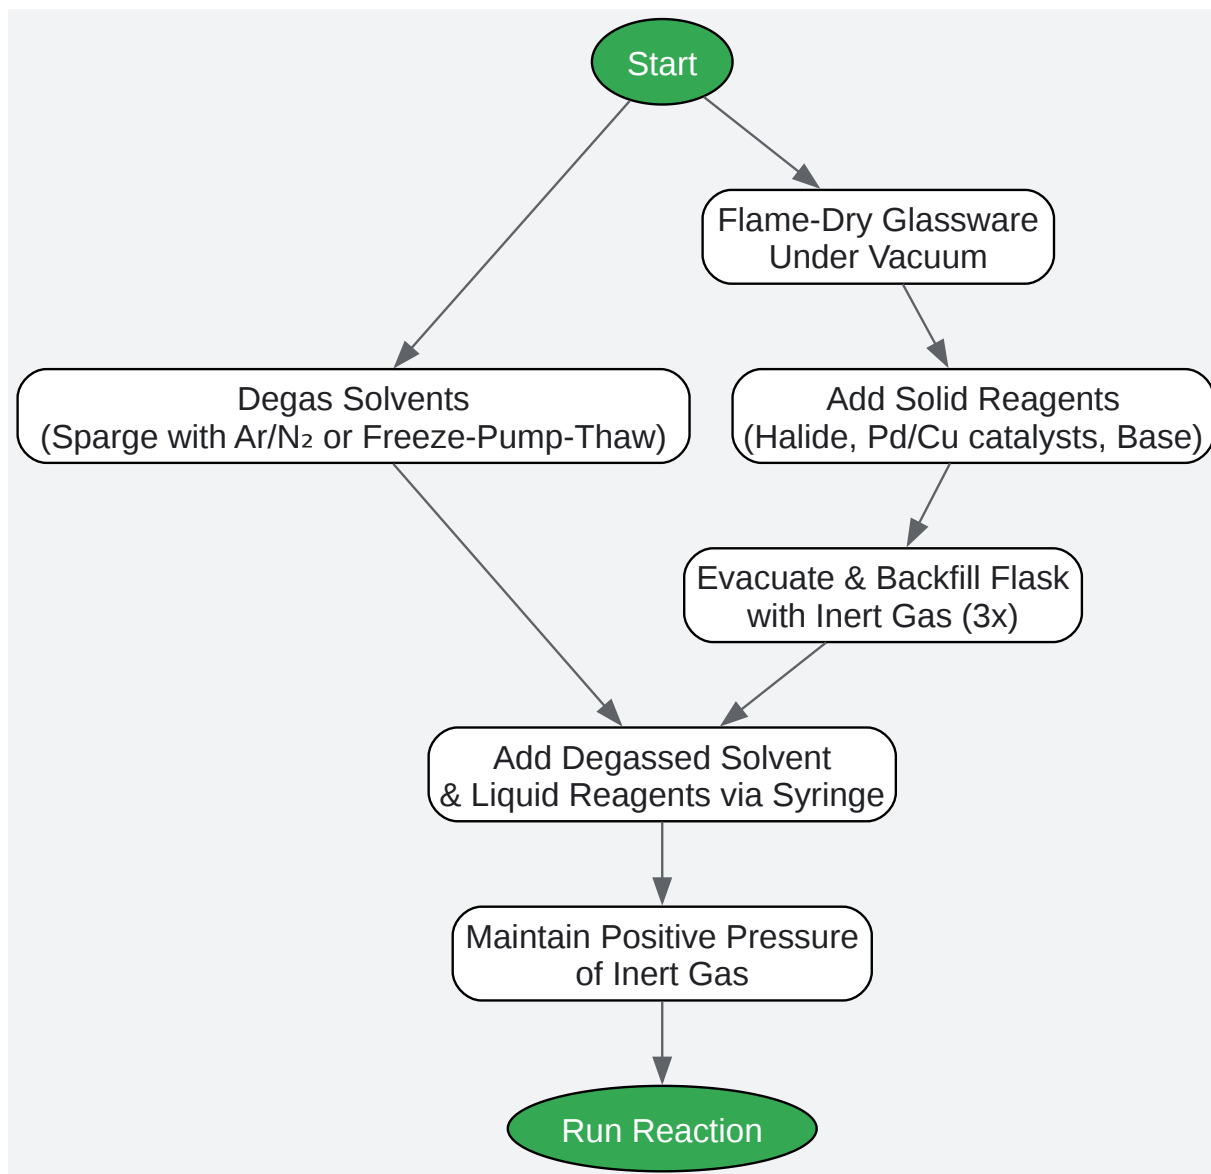 Start
Flame-Dry Glassware
Under Vacuum
Degas Solvents
(Sparge with Ar/N₂ or Freeze-Pump-Thaw)
Add Solid Reagents
(Halide, Pd/Cu catalysts, Base)
Evacuate & Backfill Flask
with Inert Gas (3x)
Add Degassed Solvent
& Liquid Reagents via Syringe
Maintain Positive Pressure
of Inert Gas
Run Reaction